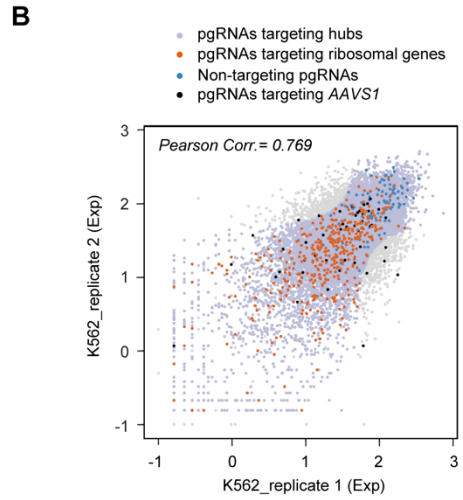 B
pgRNAs targeting hubs
pgRNAs targeting ribosomal genes
Non-targeting pgRNAs
pgRNAs targeting AAVS1
Pearson Corr.= 0.769
3
2
1
0
-1
K562_replicate 2 (Exp)
-1 0 1 2 3
K562_replicate 1 (Exp)